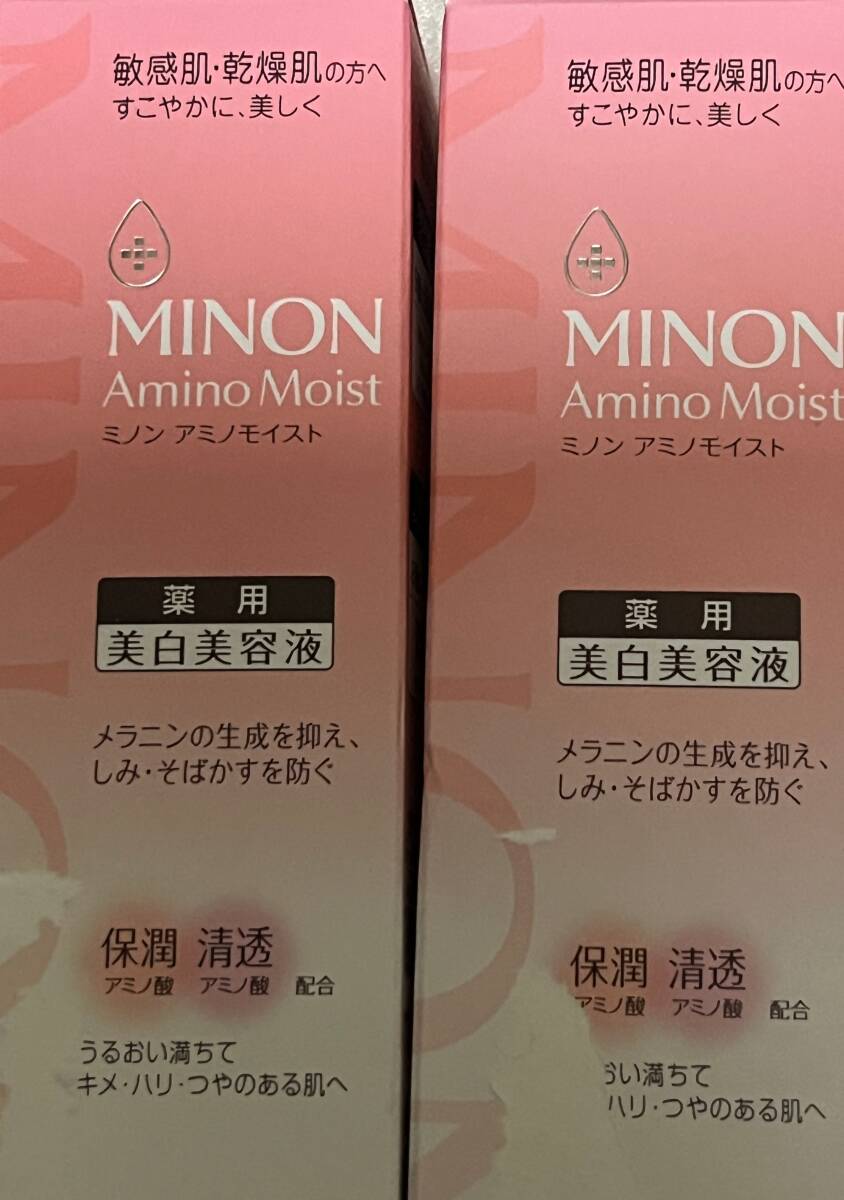 敏感肌・乾燥肌の方へ
すこやかに、美しく
MINON
Amino Moist
ミノン アミノモイスト
薬用
美白美容液
メラニンの生成を抑え、
しみ・そばかすを防ぐ
保潤 清透
アミノ酸 アミノ酸 配合
うるおい満ちて
キメ・ハリ・つやのある肌へ
敏感肌・乾燥肌の方へ
すこやかに、美しく
MINON
Amino Moist
ミノン アミノモイスト
薬用
美白美容液
メラニンの生成を抑え、
しみ・そばかすを防ぐ
保潤 清透
アミノ酸 アミノ酸 配合
おい満ちて
ハリ・つやのある肌へ